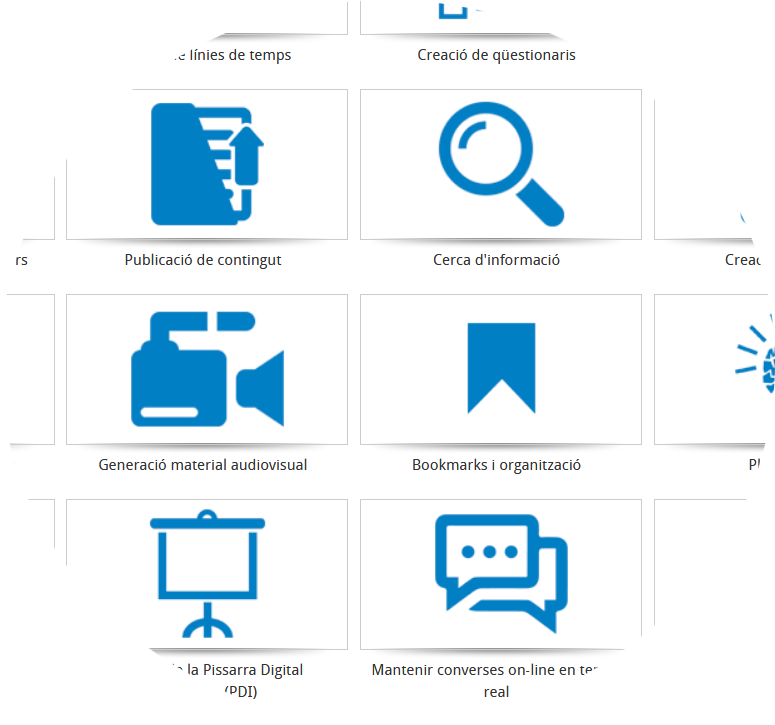 línies de temps
Creació de qüestionaris
Publicació de contingut
Cerca d'informació
Generació material audiovisual
Bookmarks i organització
la Pissarra Digital
(PDI)
Mantenir converses on-line en
real